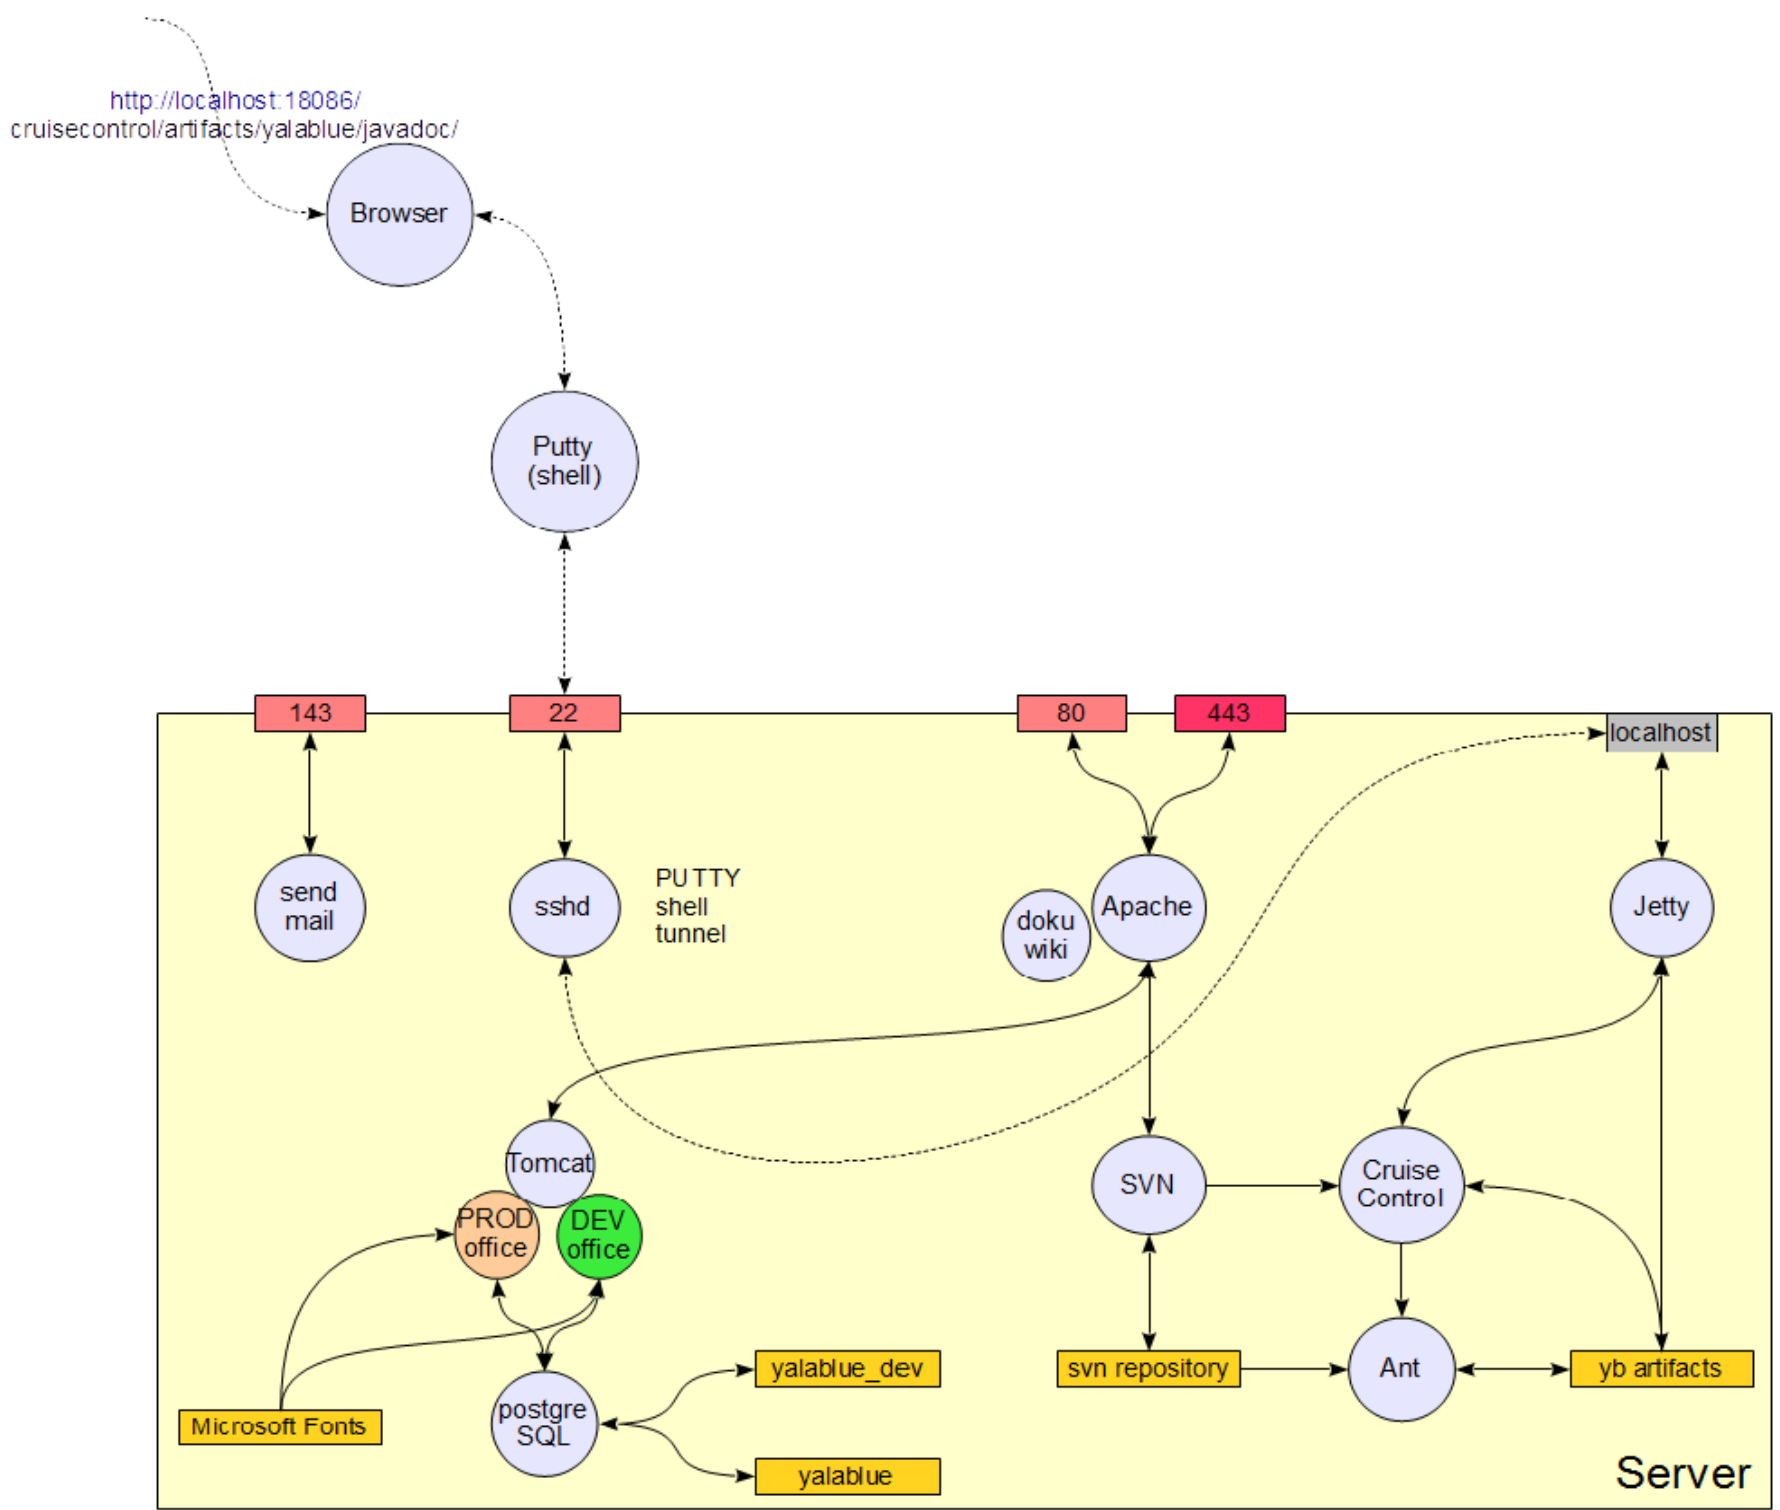 http://localhost:18086/
cruisecontrol/artifacts/yalablue/javadoc/
Browser
Putty
(shell)
143
22
80
443
localhost
send
mail
sshd
PUTTY
shell
tunnel
doku
wiki
Apache
Jetty
Tomcat
PROD
office
DEV
office
SVN
Cruise
Control
Microsoft Fonts
postgre
SQL
yalablue_dev
yalablue
svn repository
Ant
yb artifacts
Server